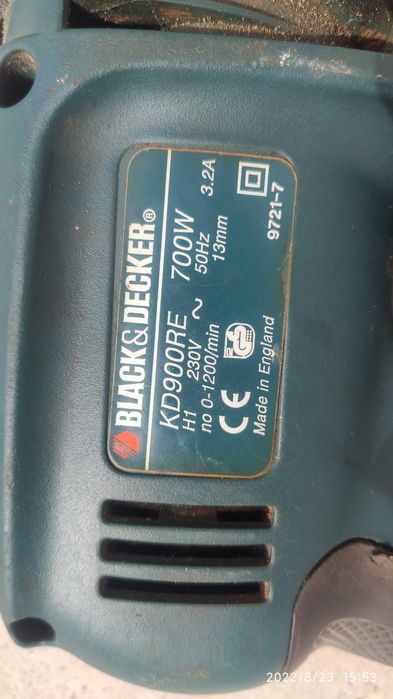 BLACK&DECKER®
KD900RE 700W
H1 230V ~ 50Hz 3.2A
no 0-1200/min 13mm
CE
Made in England 9721-7
2022/8/23 15:53